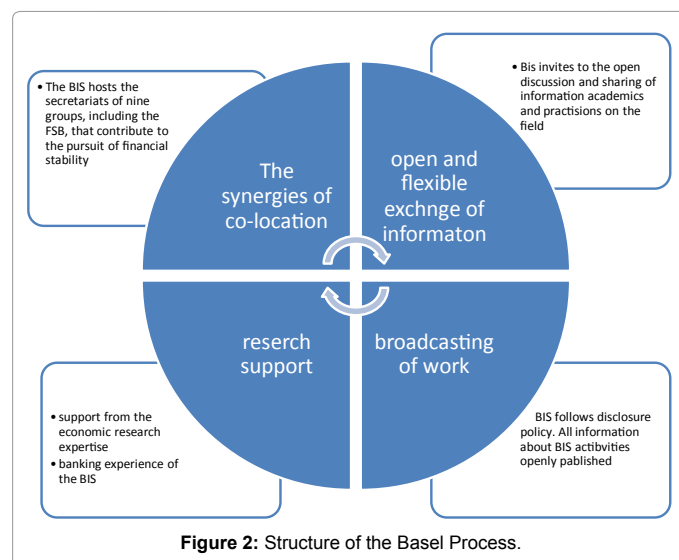 • The BIS hosts the
secretariats of nine
groups, including the
FSB, that contribute to
the pursuit of financial
stability
• Bis invites to the open
discussion and sharing of
information academics
and practisions on the
field
The
synergies of
co-location
open and
flexible
exchnge of
informaton
reserch
support
broadcasting
of work
• support from the
economic research
expertise
• banking experience of
the BIS
BIS follows disclosure
policy. All information
about BIS actibvities
openly pablished
Figure 2: Structure of the Basel Process.